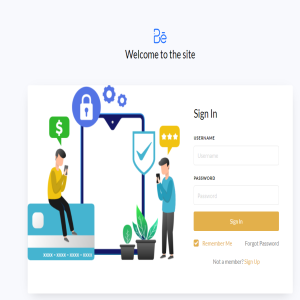 Bē
Welcome to the site
Sign In
USERNAME
Username
PASSWORD
Password
Sign In
Remember Me Forgot Password
Not a member? Sign Up
$
xxxx - xxxx - xxxx - xxxx